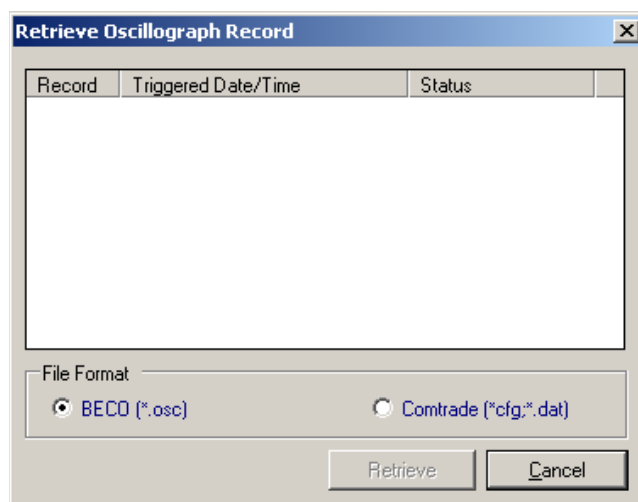 Retrieve Oscillograph Record
Record Triggered Date/Time Status
File Format
BECO (*.osc) Comtrade (*cfg;*.dat)
Retrieve Cancel